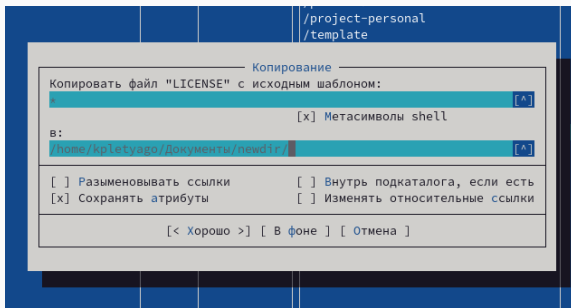 /project-personal
/template
Копирование
Копировать файл "LICENSE" с исходным шаблоном:
* [^]
[x] Метасимволы shell
в:
/home/kpletyago/Документы/newdir/ [^]
[ ] Разыменовывать ссылки [ ] Внутрь подкаталога, если есть
[x] Сохранять атрибуты [ ] Изменять относительные ссылки
[< Хорошо >] [ В фоне ] [ Отмена ]